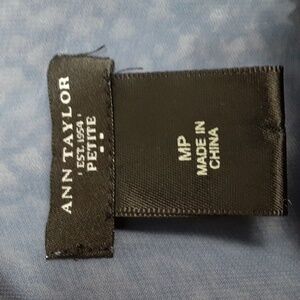 ANN TAYLOR
EST. 1954
PETITE
MP
MADE IN
CHINA